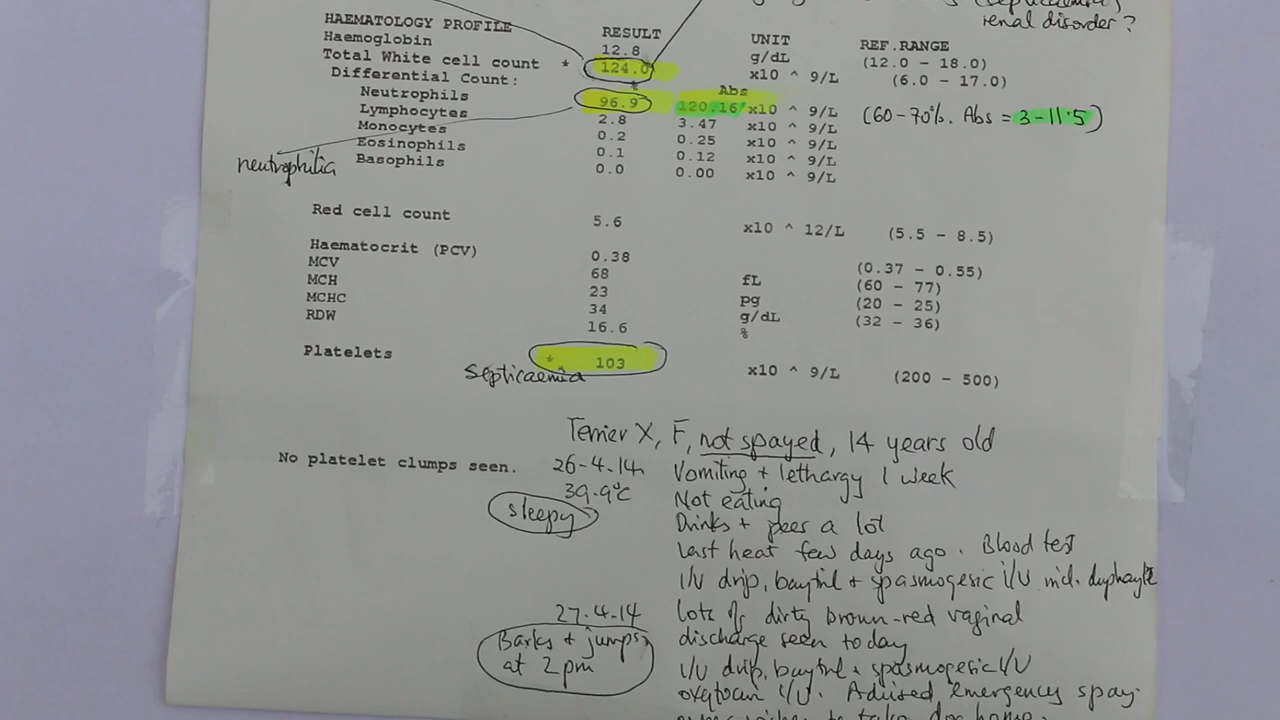 (septicaemia)
renal disorder?
HAEMATOLOGY PROFILE RESULT UNIT REF.RANGE
Haemoglobin 12.8 g/dL (12.0 - 18.0)
Total White cell count * 124.0 x10 ^ 9/L (6.0 - 17.0)
Differential Count: % Abs
Neutrophils 96.9 120.16 x10 ^ 9/L (60-70%. Abs = 3-11.5)
Lymphocytes 2.8 3.47 x10 ^ 9/L
Monocytes 0.2 0.25 x10 ^ 9/L
Eosinophils 0.1 0.12 x10 ^ 9/L
Basophils 0.0 0.00 x10 ^ 9/L
neutrophilia
Red cell count 5.6 x10 ^ 12/L (5.5 - 8.5)
Haematocrit (PCV) 0.38 (0.37 - 0.55)
MCV 68 fL (60 - 77)
MCH 23 pg (20 - 25)
MCHC 34 g/dL (32 - 36)
RDW 16.6 %
Platelets * 103 x10 ^ 9/L (200 - 500)
septicaemia
Terrier X, F, not spayed, 14 years old
No platelet clumps seen. 26-4-14 Vomiting + lethargy 1 week
39.9°C Not eating
sleepy Drinks + pees a lot
Last heat few days ago. Blood test
I/V drip, baytril + spasmogesic I/V incl. duphalyte
27.4.14 lots of dirty brown-red vaginal
Barks + jumps discharge seen today
at 2pm I/V drip, baytril + spasmogesic I/V
oxytocin I/V. Advised emergency spay.
to take dog home.